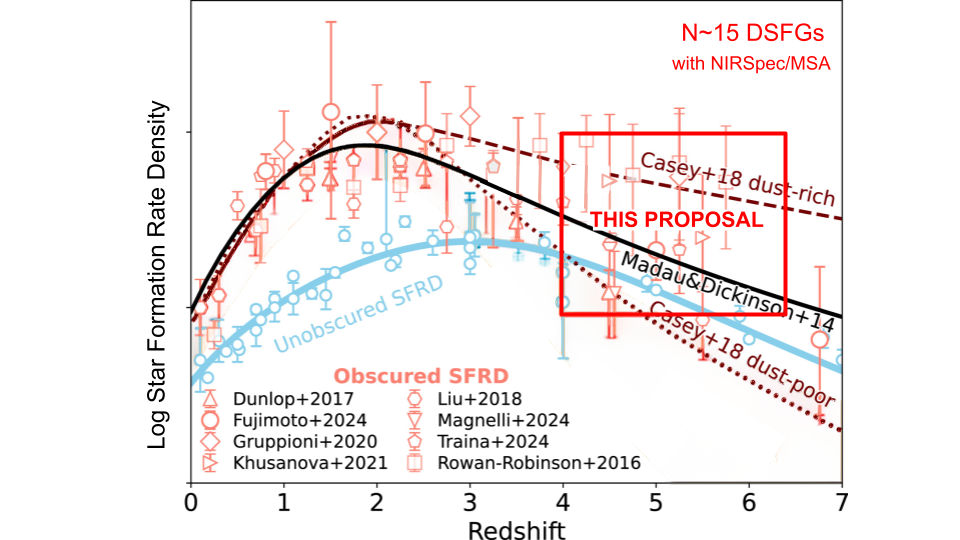 N~15 DSFGs
with NIRSpec/MSA
Log Star Formation Rate Density
Casey+18 dust-rich
THIS PROPOSAL
Madau&Dickinson+14
Unobscured SFRD
Casey+18 dust-poor
Obscured SFRD
Dunlop+2017
Liu+2018
Fujimoto+2024
Magnelli+2024
Gruppioni+2020
Traina+2024
Khusanova+2021
Rowan-Robinson+2016
0 1 2 3 4 5 6 7
Redshift